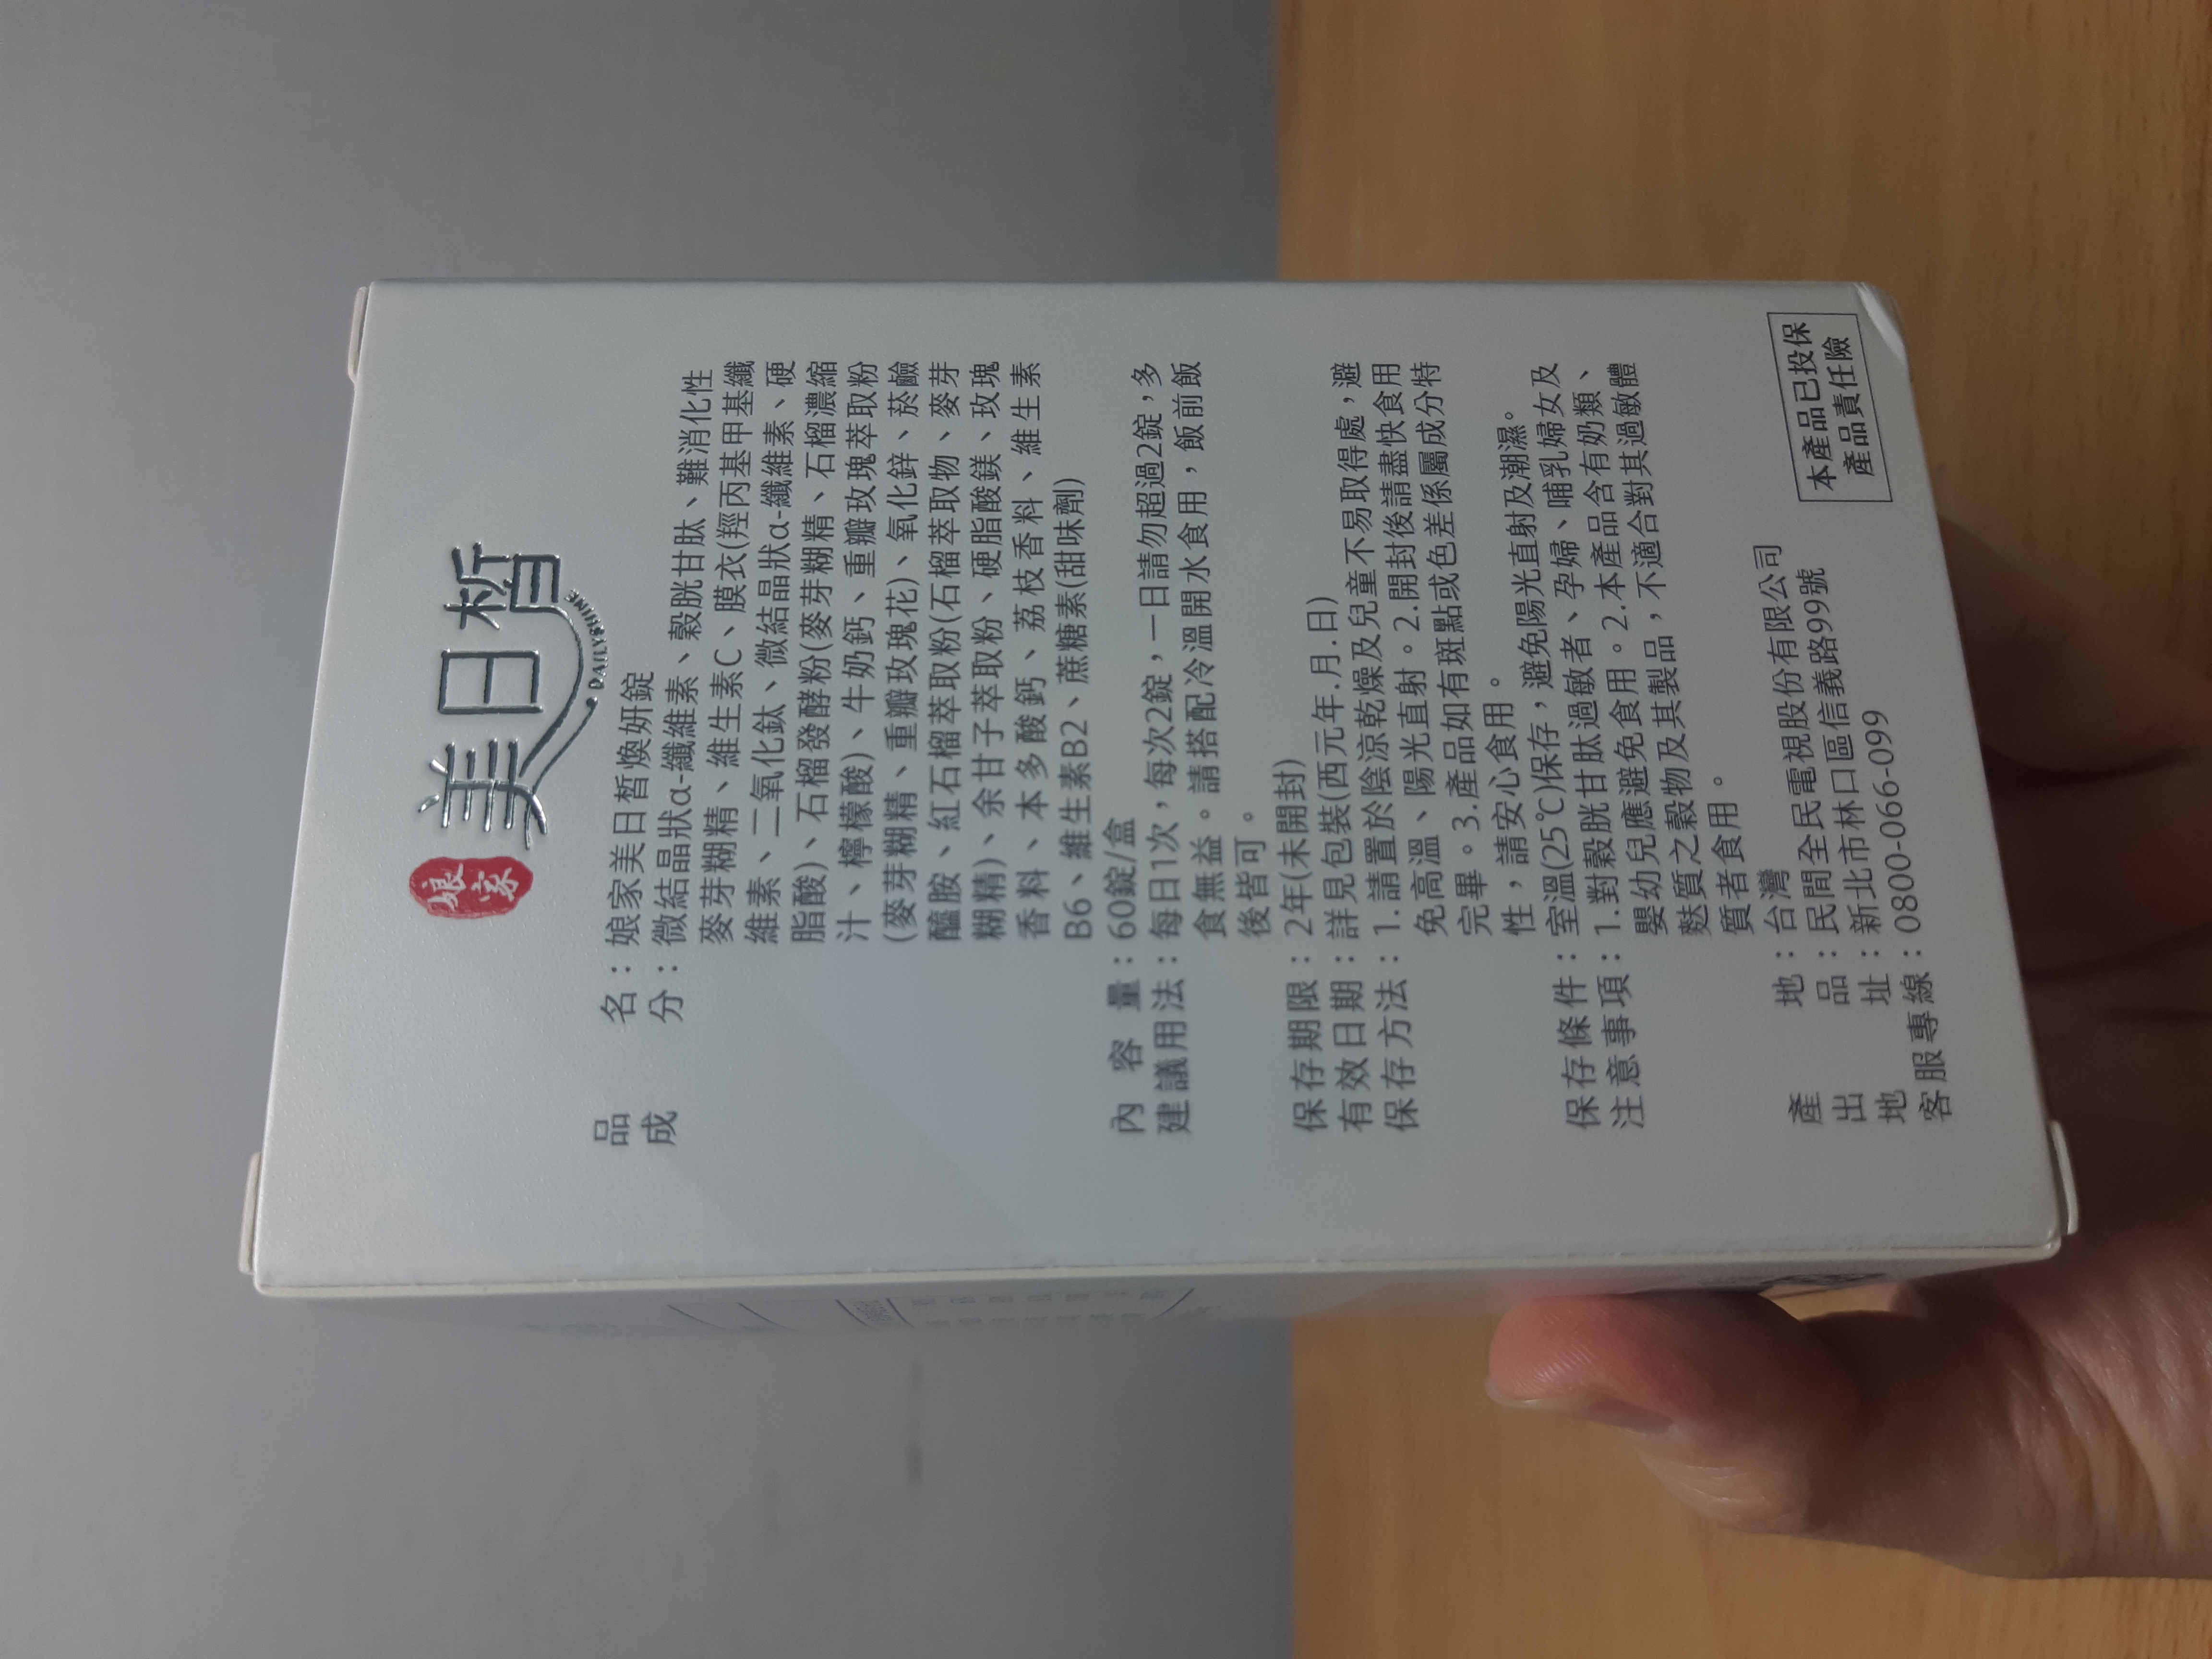 娘家
美日皙
DAILYSHINE
品名：娘家美日皙煥妍錠
成分：微結晶狀α-纖維素、穀胱甘肽、難消化性
麥芽糊精、維生素C、膜衣(羥丙基甲基纖
維素、二氧化鈦、微結晶狀α-纖維素、硬
脂酸)、石榴發酵粉(麥芽糊精、石榴濃縮
汁、檸檬酸)、牛奶鈣、重瓣玫瑰萃取粉
(麥芽糊精、重瓣玫瑰花)、氧化鋅、菸鹼
醯胺、紅石榴萃取粉(石榴萃取物、麥芽
糊精)、余甘子萃取粉、硬脂酸鎂、玫瑰
香料、本多酸鈣、荔枝香料、維生素
B6、維生素B2、蔗糖素(甜味劑)
內容量：60錠/盒
建議用法：每日1次，每次2錠，一日請勿超過2錠，多
食無益。請搭配冷溫開水食用，飯前飯
後皆可。
保存期限：2年(未開封)
有效日期：詳見包裝(西元年.月.日)
保存方法：1.請置於陰涼乾燥及兒童不易取得處，避
免高溫、陽光直射。2.開封後請盡快食用
完畢。3.產品如有斑點或色差係屬成分特
性，請安心食用。
保存條件：室溫(25℃)保存，避免陽光直射及潮濕。
注意事項：1.對穀胱甘肽過敏者、孕婦、哺乳婦女及
嬰幼兒應避免食用。2.本產品含有奶類、
麩質之穀物及其製品，不適合對其過敏體
質者食用。
產地：台灣
出品：民間全民電視股份有限公司
地址：新北市林口區信義路99號
客服專線：0800-066-099
本產品已投保
產品責任險